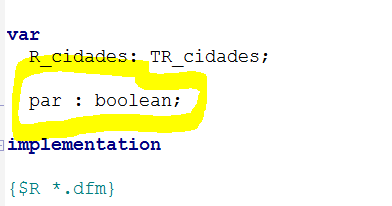 var
R_cidades: TR_cidades;
par : boolean;
implementation
{$R *.dfm}